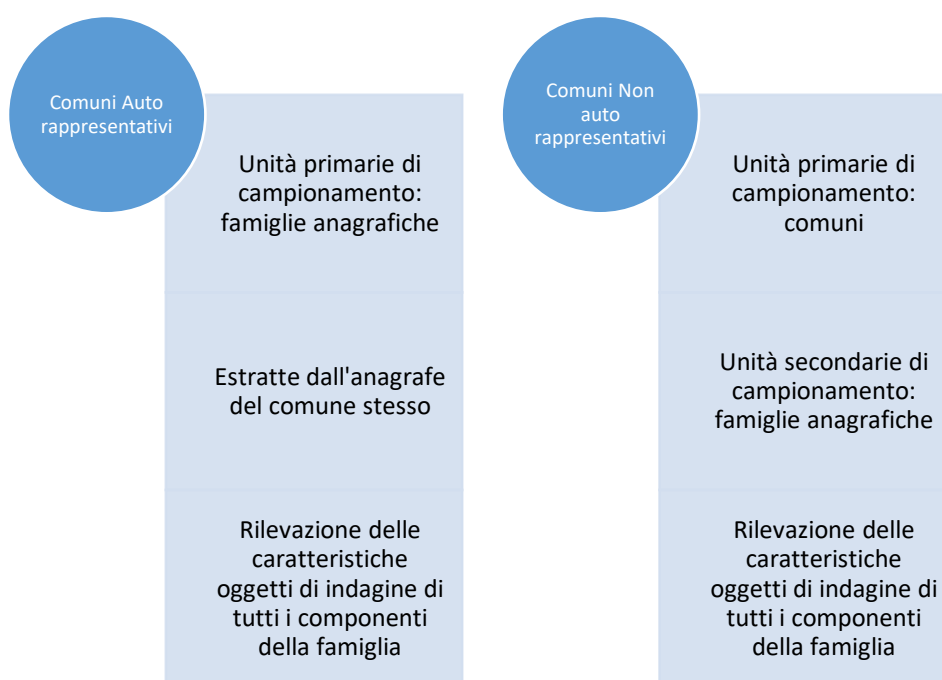 Comuni Auto
rappresentativi
Unità primarie di
campionamento:
famiglie anagrafiche
Estratte dall'anagrafe
del comune stesso
Rilevazione delle
caratteristiche
oggetti di indagine di
tutti i componenti
della famiglia
Comuni Non
auto
rappresentativi
Unità primarie di
campionamento:
comuni
Unità secondarie di
campionamento:
famiglie anagrafiche
Rilevazione delle
caratteristiche
oggetti di indagine di
tutti i componenti
della famiglia